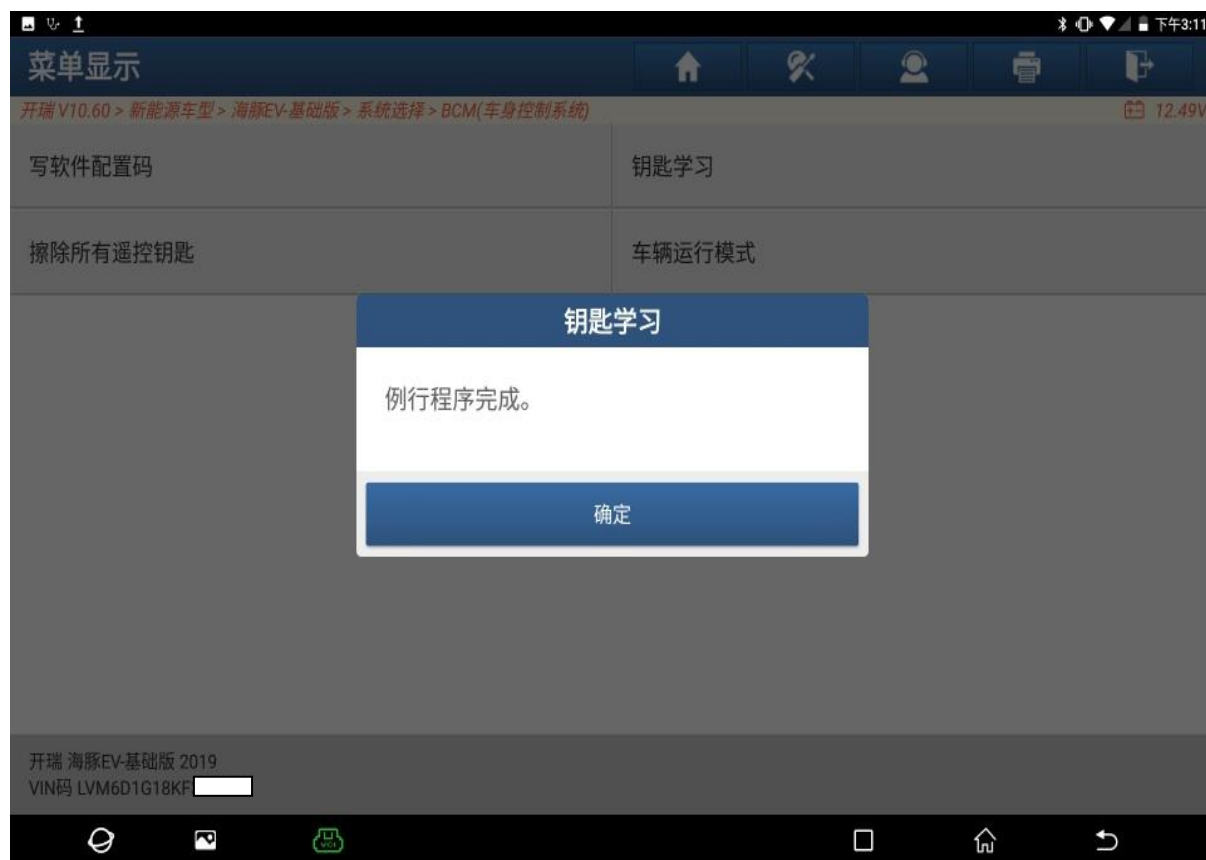 下午3:11
菜单显示
开瑞 V10.60 > 新能源车型 > 海豚EV-基础版 > 系统选择 > BCM(车身控制系统)
12.49V
写软件配置码
钥匙学习
擦除所有遥控钥匙
车辆运行模式
钥匙学习
例行程序完成。
确定
开瑞 海豚EV-基础版 2019
VIN码 LVM6D1G18KF
VCI